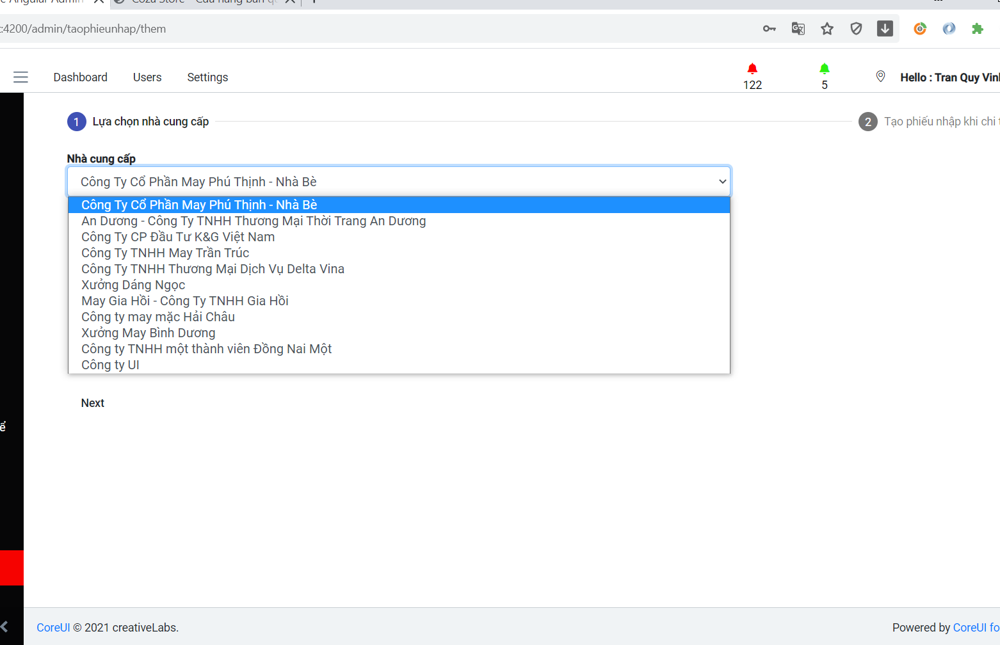 Angular Admin
Coza Store - Cửa hàng bán q
:4200/admin/taophieunhap/them
Dashboard
Users
Settings
122
5
Hello : Tran Quy Vin
1
Lựa chọn nhà cung cấp
2
Tạo phiếu nhập khi chi
Nhà cung cấp
Công Ty Cổ Phần May Phú Thịnh - Nhà Bè
Công Ty Cổ Phần May Phú Thịnh - Nhà Bè
An Dương - Công Ty TNHH Thương Mại Thời Trang An Dương
Công Ty CP Đầu Tư K&G Việt Nam
Công Ty TNHH May Trần Trúc
Công Ty TNHH Thương Mại Dịch Vụ Delta Vina
Xưởng Dáng Ngọc
May Gia Hồi - Công Ty TNHH Gia Hồi
Công ty may mặc Hải Châu
Xưởng May Bình Dương
Công ty TNHH một thành viên Đồng Nai Một
Công ty UI
Next
ể
CoreUI © 2021 creativeLabs.
Powered by CoreUI fo